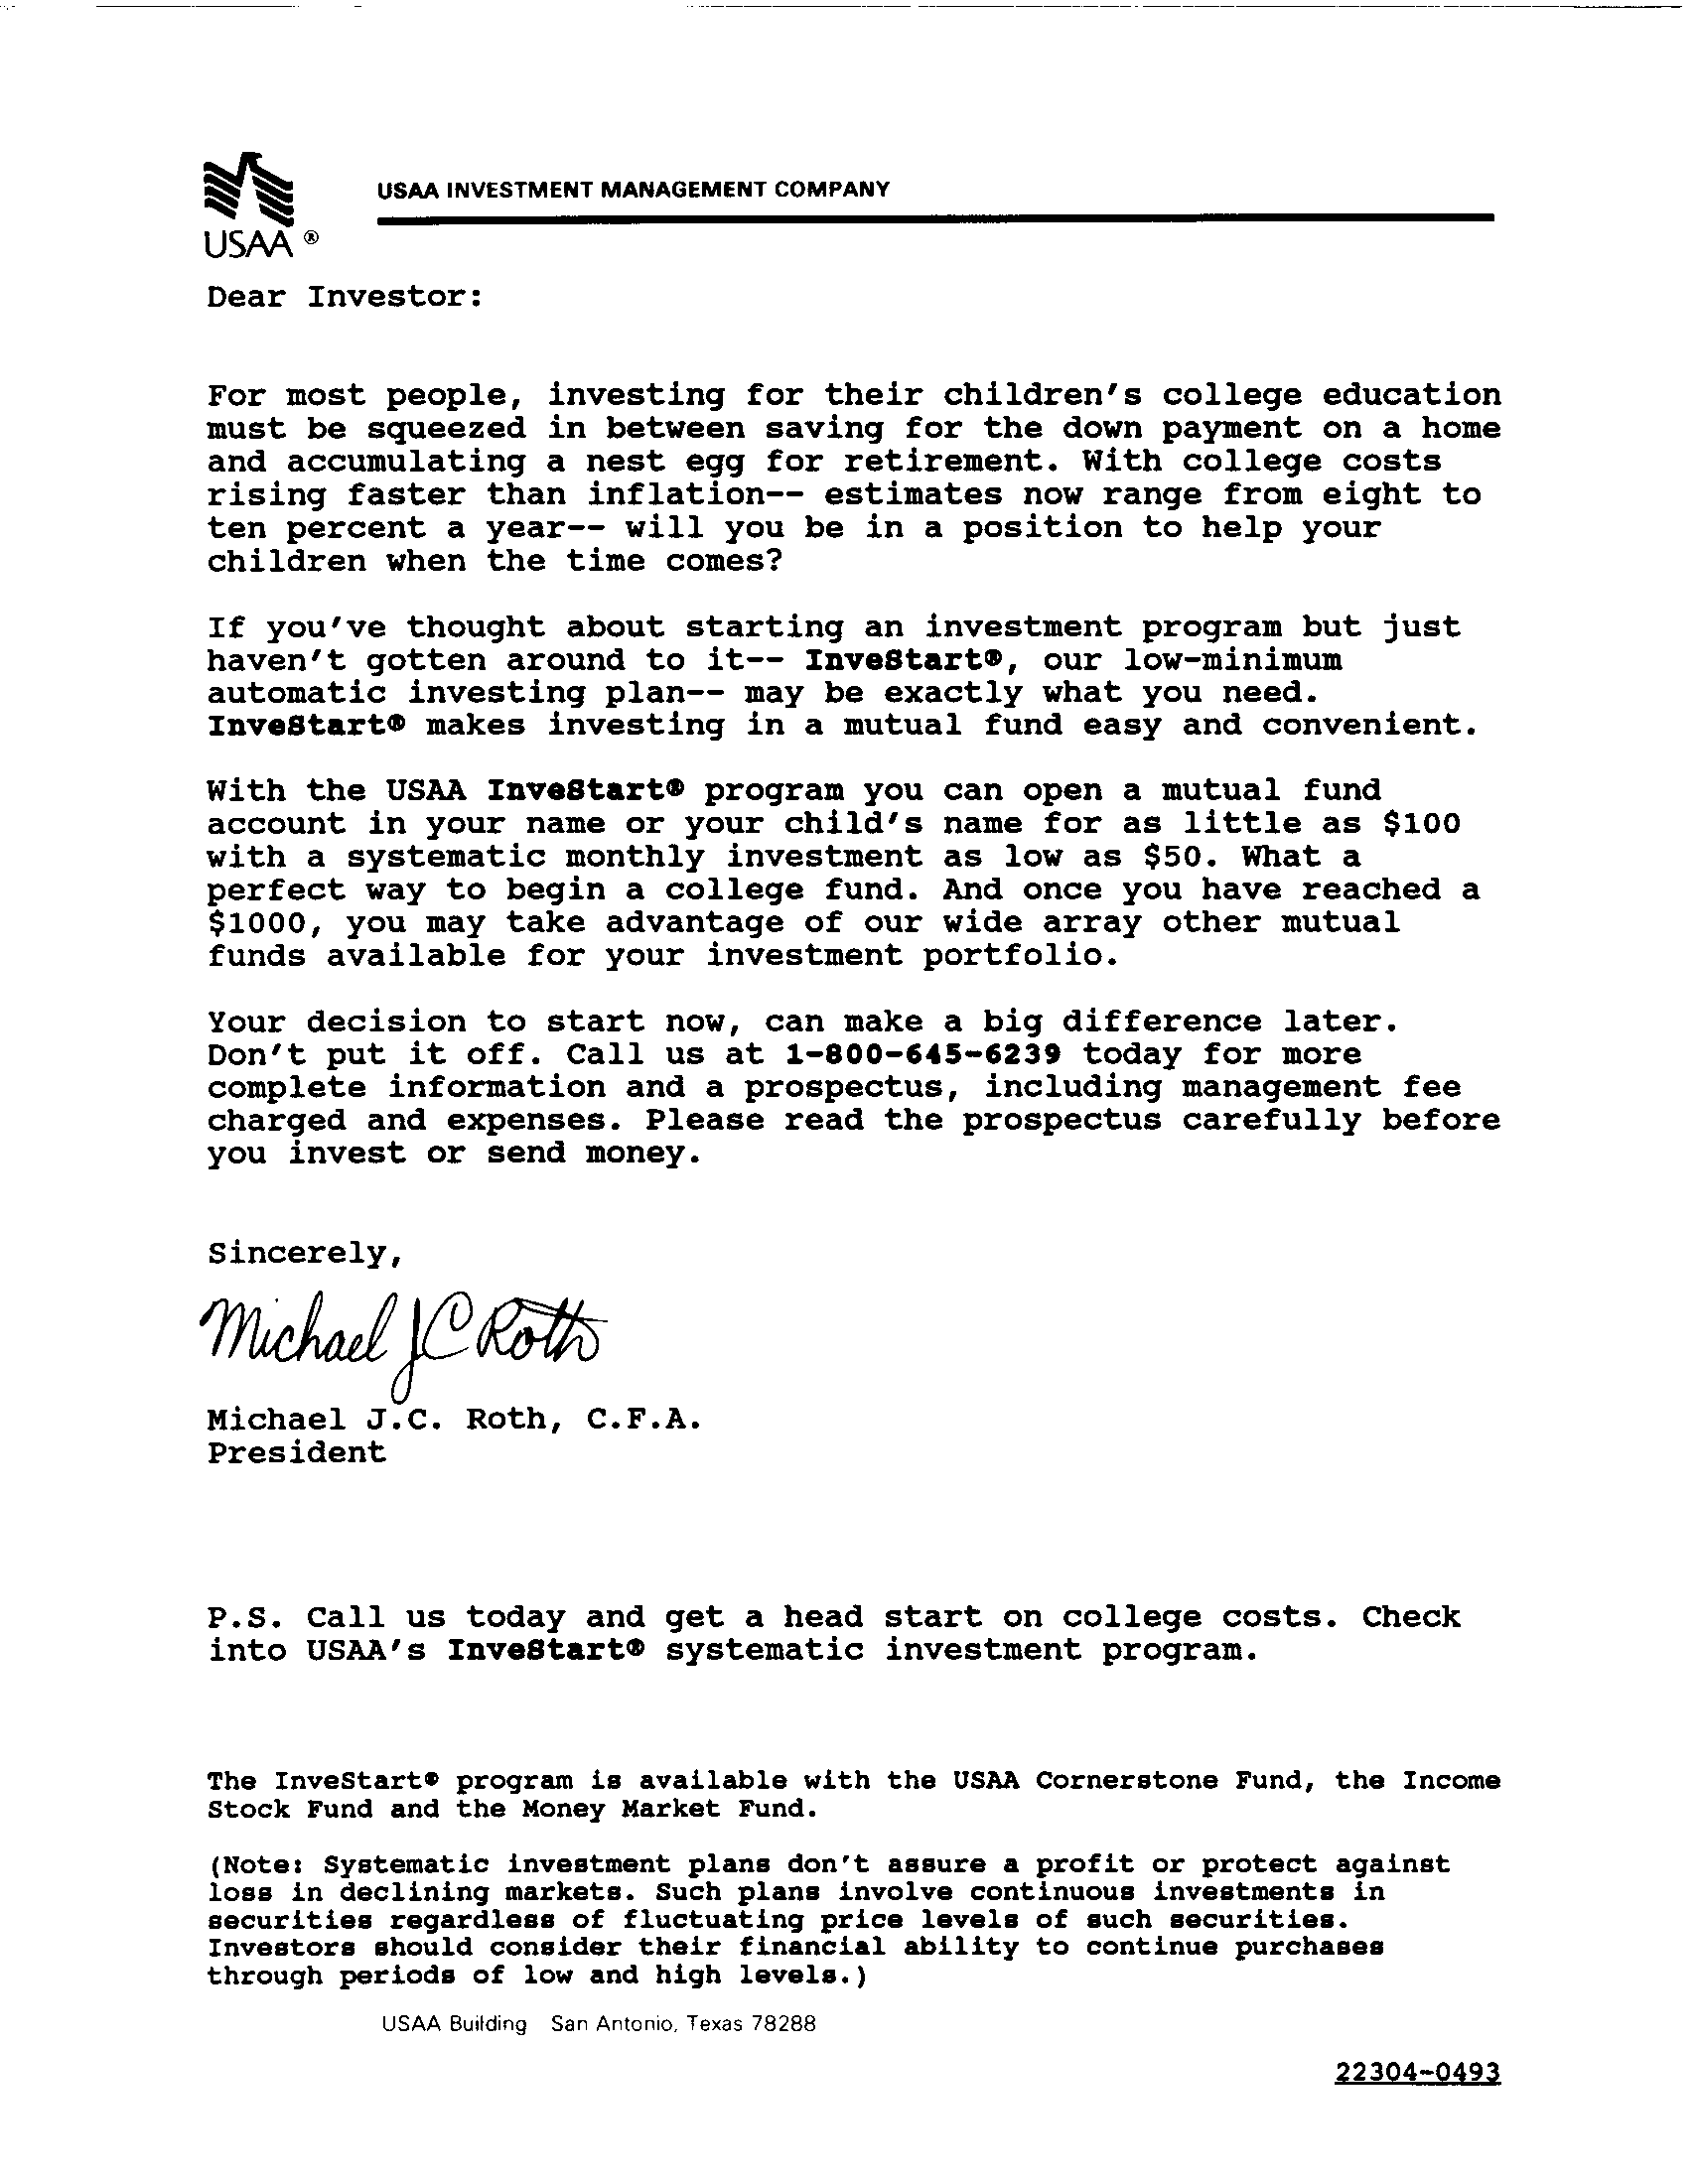 USAA®
USAA INVESTMENT MANAGEMENT COMPANY
Dear Investor:
For most people, investing for their children's college education
must be squeezed in between saving for the down payment on a home
and accumulating a nest egg for retirement. With college costs
rising faster than inflation-- estimates now range from eight to
ten percent a year-- will you be in a position to help your
children when the time comes?
If you've thought about starting an investment program but just
haven't gotten around to it-- InveStart®, our low-minimum
automatic investing plan-- may be exactly what you need.
InveStart® makes investing in a mutual fund easy and convenient.
With the USAA InveStart® program you can open a mutual fund
account in your name or your child's name for as little as $100
with a systematic monthly investment as low as $50. What a
perfect way to begin a college fund. And once you have reached a
$1000, you may take advantage of our wide array other mutual
funds available for your investment portfolio.
Your decision to start now, can make a big difference later.
Don't put it off. Call us at 1-800-645-6239 today for more
complete information and a prospectus, including management fee
charged and expenses. Please read the prospectus carefully before
you invest or send money.
Sincerely,
Michael JC Roth
Michael J.C. Roth, C.F.A.
President
P.S. Call us today and get a head start on college costs. Check
into USAA's InveStart® systematic investment program.
The InveStart® program is available with the USAA Cornerstone Fund, the Income
Stock Fund and the Money Market Fund.
(Note: Systematic investment plans don't assure a profit or protect against
loss in declining markets. Such plans involve continuous investments in
securities regardless of fluctuating price levels of such securities.
Investors should consider their financial ability to continue purchases
through periods of low and high levels.)
USAA Building San Antonio, Texas 78288
22304-0493